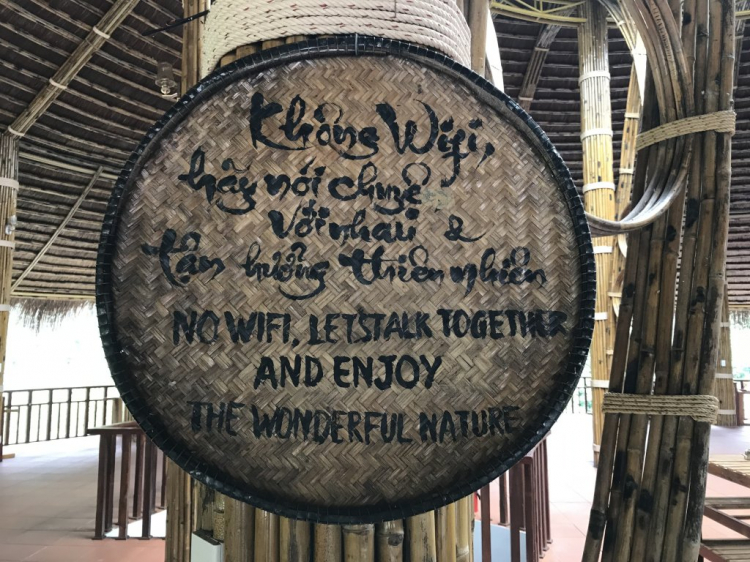 Không Wifi,
hãy nói chuyệ
với nhau &
tận hưởng thiên nhiên
NO WIFI, LETSTALK TOGETHER
AND ENJOY
THE WONDERFUL NATURE